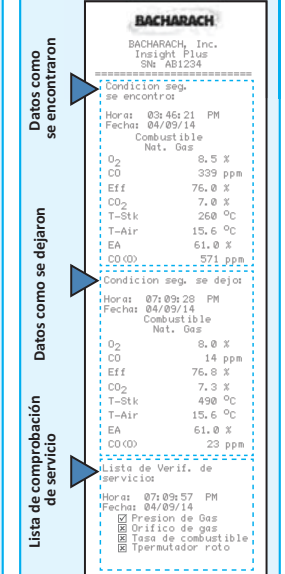 BACHARACH
BACHARACH, Inc.
Insight Plus
SN: AB1234
==========================
Datos como
se encontraron
Condicion seg.
se encontro:
Hora: 03:46:21 PM
Fecha: 04/09/14
Combustible
Nat. Gas
O2 8.5 %
CO 339 ppm
Eff 76.0 %
CO2 7.0 %
T-Stk 260 ºC
T-Air 15.6 ºC
EA 61.0 %
CO(O) 571 ppm
Datos como se dejaron
Condicion seg. se dejo:
Hora: 07:09:28 PM
Fecha: 04/09/14
Combustible
Nat. Gas
O2 8.0 %
CO 14 ppm
Eff 76.8 %
CO2 7.3 %
T-Stk 490 ºC
T-Air 15.6 ºC
EA 61.0 %
CO(O) 23 ppm
Lista de comprobación
de servicio
Lista de Verif. de
servicio:
Hora: 07:09:57 PM
Fecha: 04/09/14
☑ Presion de Gas
☒ Orifico de gas
☒ Tasa de combustible
☒ Tpermutador roto